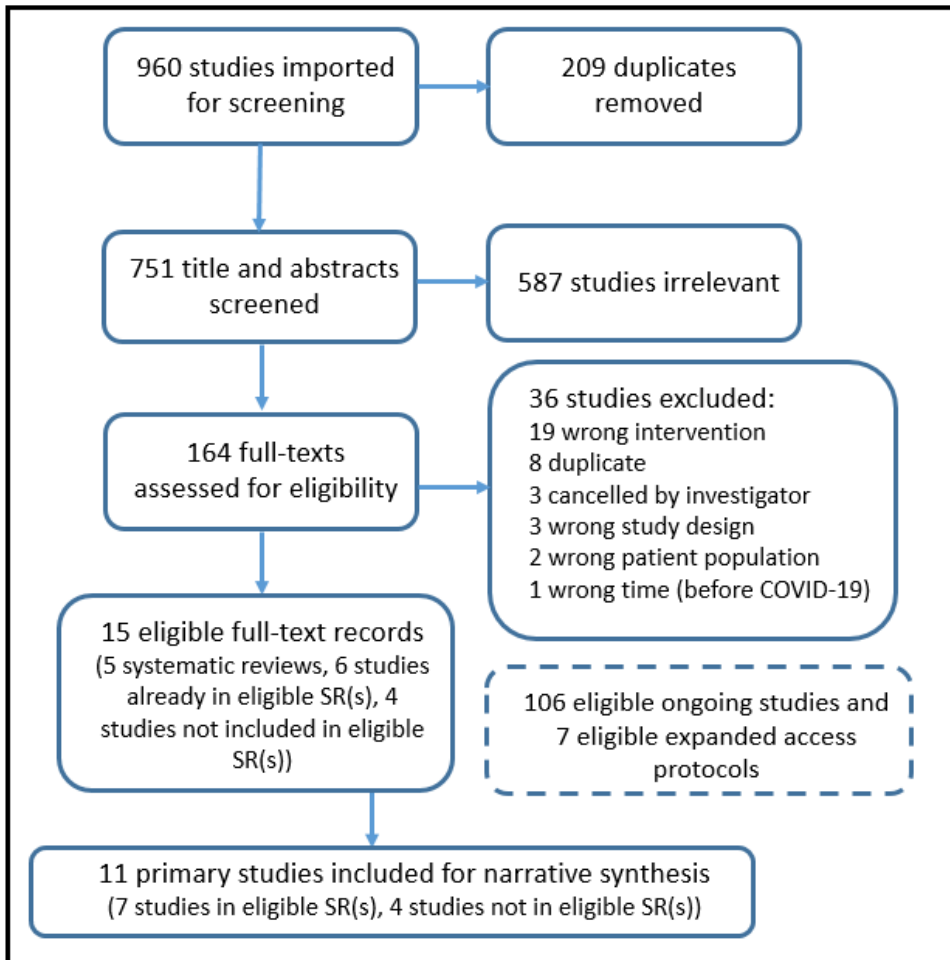 960 studies imported
for screening
209 duplicates
removed
751 title and abstracts
screened
587 studies irrelevant
164 full-texts
assessed for eligibility
36 studies excluded:
19 wrong intervention
8 duplicate
3 cancelled by investigator
3 wrong study design
2 wrong patient population
1 wrong time (before COVID-19)
15 eligible full-text records
(5 systematic reviews, 6 studies
already in eligible SR(s), 4
studies not included in eligible
SR(s))
106 eligible ongoing studies and
7 eligible expanded access
protocols
11 primary studies included for narrative synthesis
(7 studies in eligible SR(s), 4 studies not in eligible SR(s))